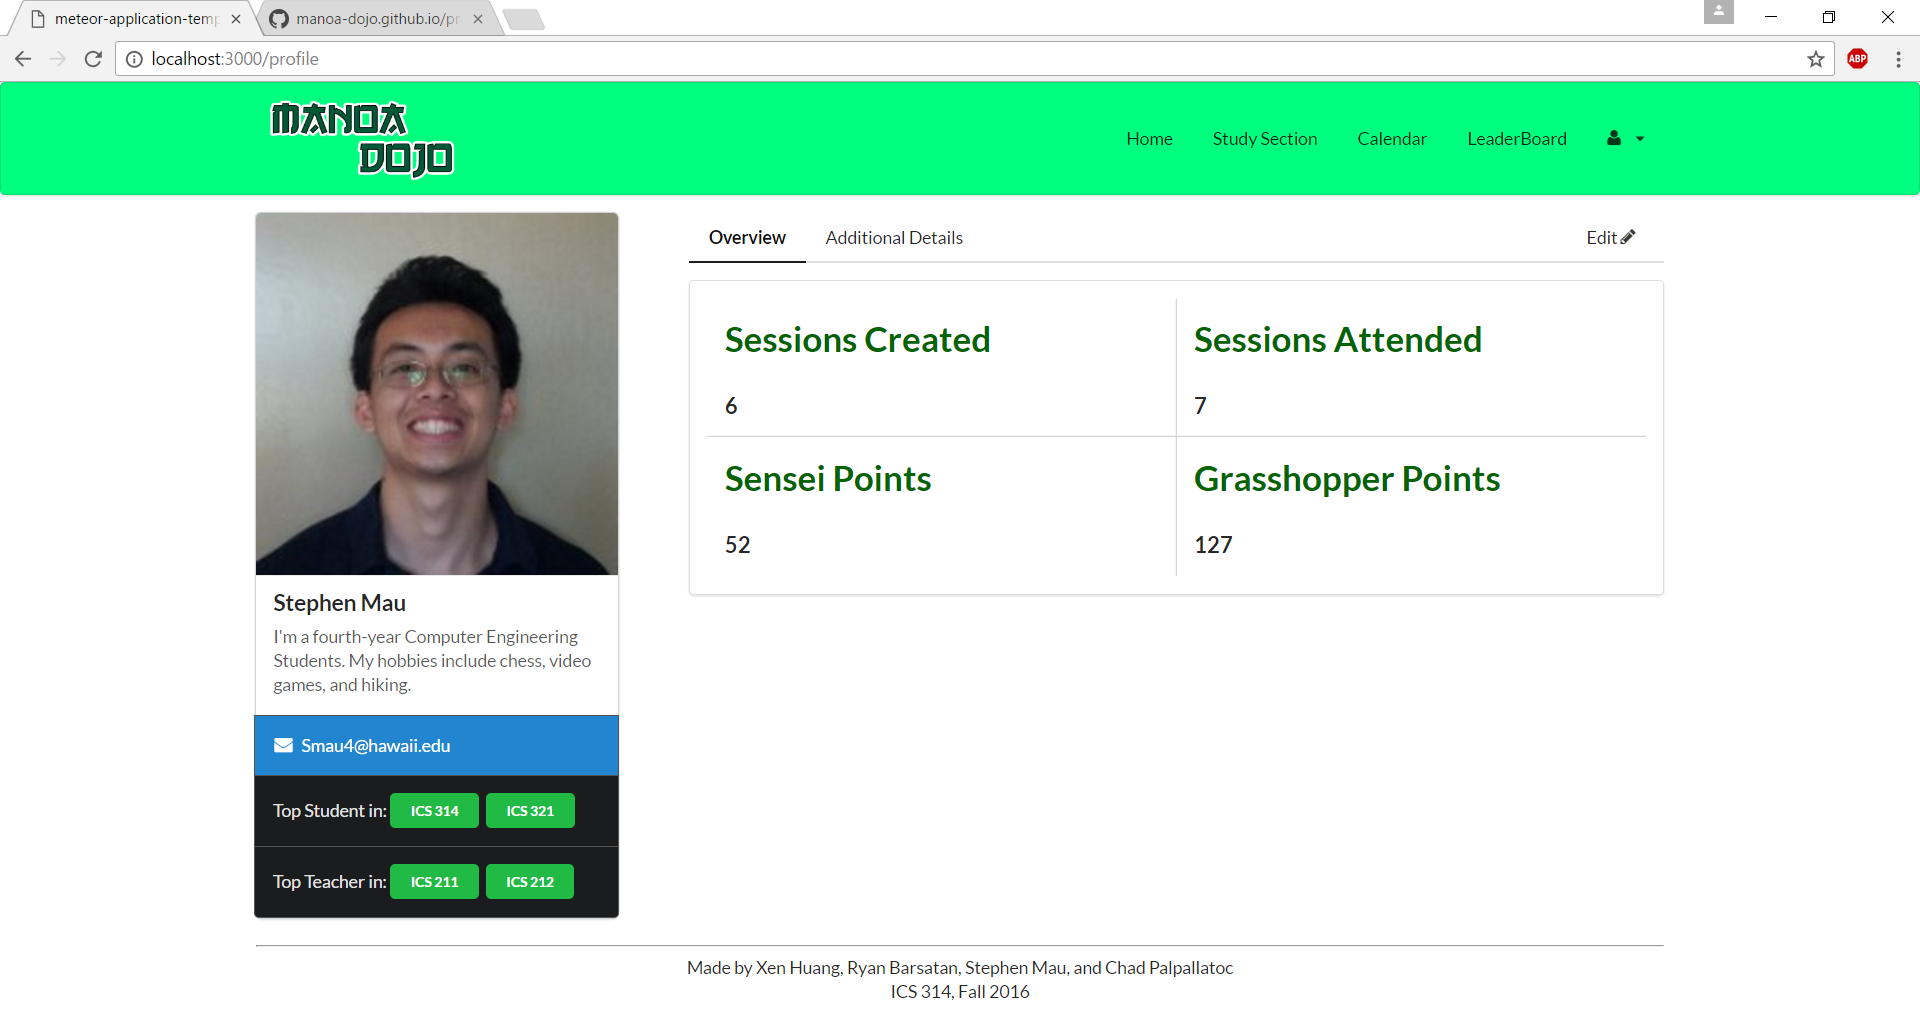 meteor-application-temp
manoa-dojo.github.io/pr
localhost:3000/profile
ABP
MANOA
DOJO
Home
Study Section
Calendar
LeaderBoard
Overview
Additional Details
Edit
Sessions Created
Sessions Attended
6
7
Sensei Points
Grasshopper Points
52
127
Stephen Mau
I'm a fourth-year Computer Engineering
Students. My hobbies include chess, video
games, and hiking.
Smau4@hawaii.edu
Top Student in: ICS 314 ICS 321
Top Teacher in: ICS 211 ICS 212
Made by Xen Huang, Ryan Barsatan, Stephen Mau, and Chad Palpallatoc
ICS 314, Fall 2016